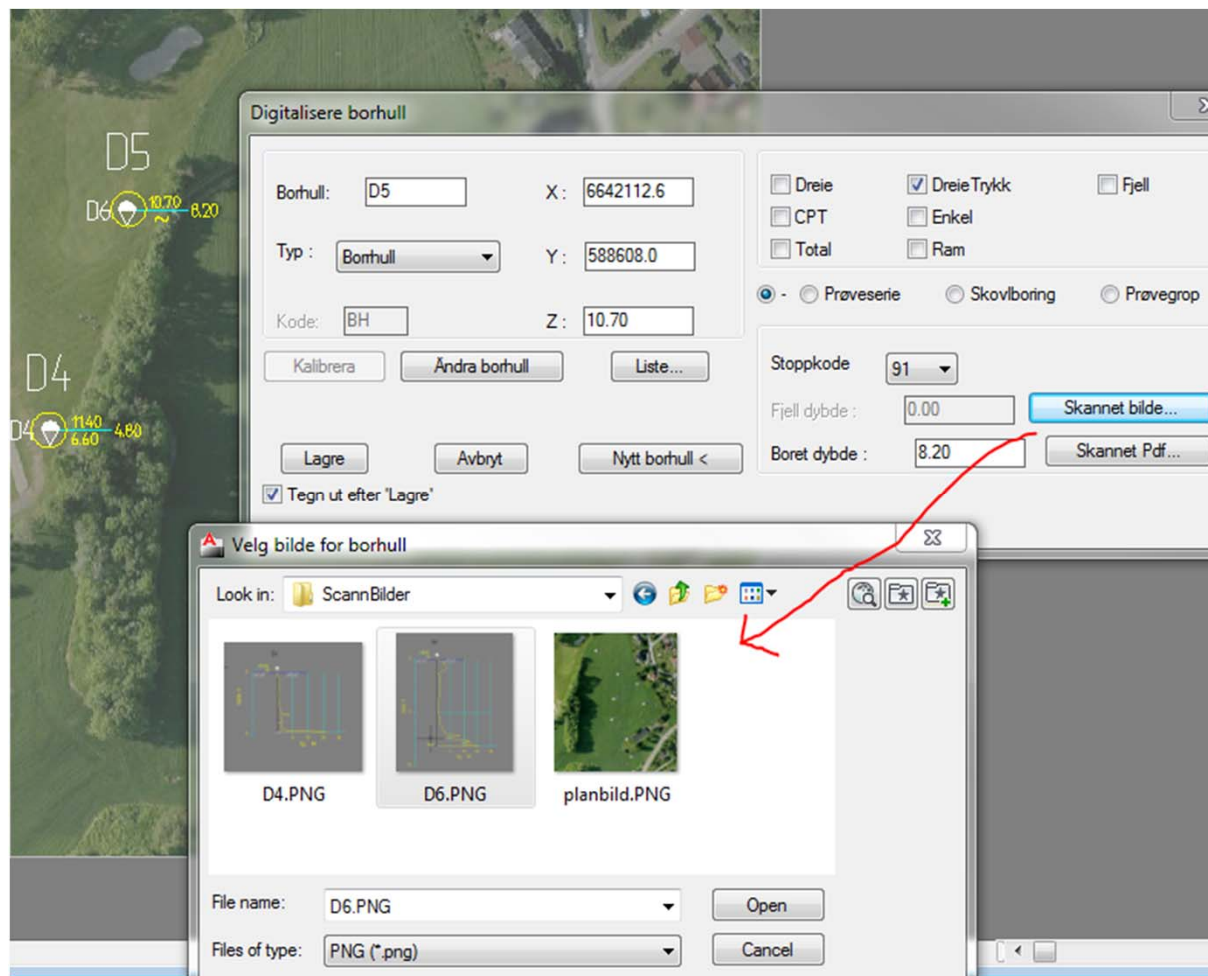 Digitalisere borhull
D5
D6 10.70 ~ 8.20
D4
D4 11.40 6.60 4.80
Borhull: D5 X : 6642112.6
Typ : Borrhull Y : 588608.0
Kode: BH Z : 10.70
Kalibrera Ändra borhull Liste...
Lagre Avbryt Nytt borhull <
Tegn ut efter 'Lagre'
Dreie DreieTrykk Fjell
CPT Enkel
Total Ram
- Prøveserie Skovlboring Prøvegrop
Stoppkode 91
Fjell dybde : 0.00 Skannet bilde...
Boret dybde : 8.20 Skannet Pdf...
Velg bilde for borhull
Look in: ScannBilder
D4.PNG D6.PNG planbild.PNG
File name: D6.PNG Open
Files of type: PNG (*.png) Cancel